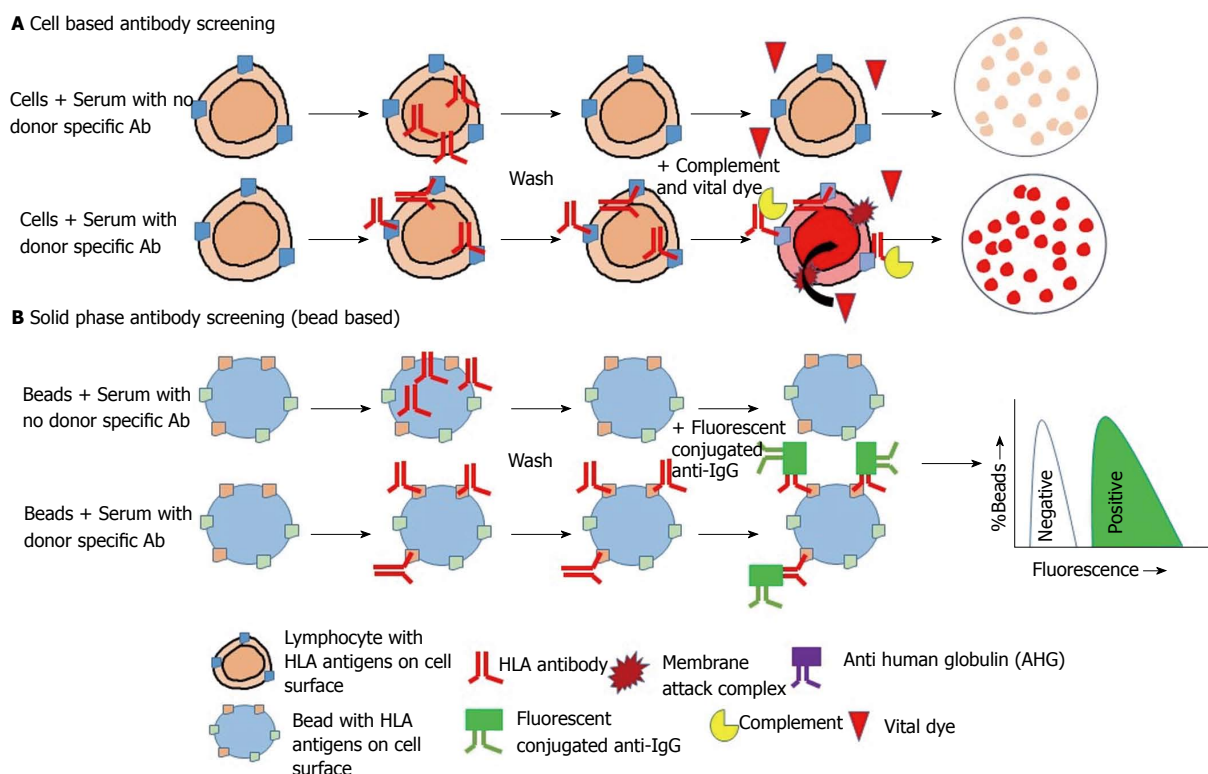 A Cell based antibody screening
Cells + Serum with no
donor specific Ab
Wash
+ Complement
and vital dye
Cells + Serum with
donor specific Ab
B Solid phase antibody screening (bead based)
Beads + Serum with
no donor specific Ab
Wash
+ Fluorescent
conjugated
anti-IgG
Beads + Serum with
donor specific Ab
%Beads
Negative
Positive
Fluorescence
Lymphocyte with
HLA antigens on cell
surface
HLA antibody
Membrane
attack complex
Anti human globulin (AHG)
Bead with HLA
antigens on cell
surface
Fluorescent
conjugated anti-IgG
Complement
Vital dye